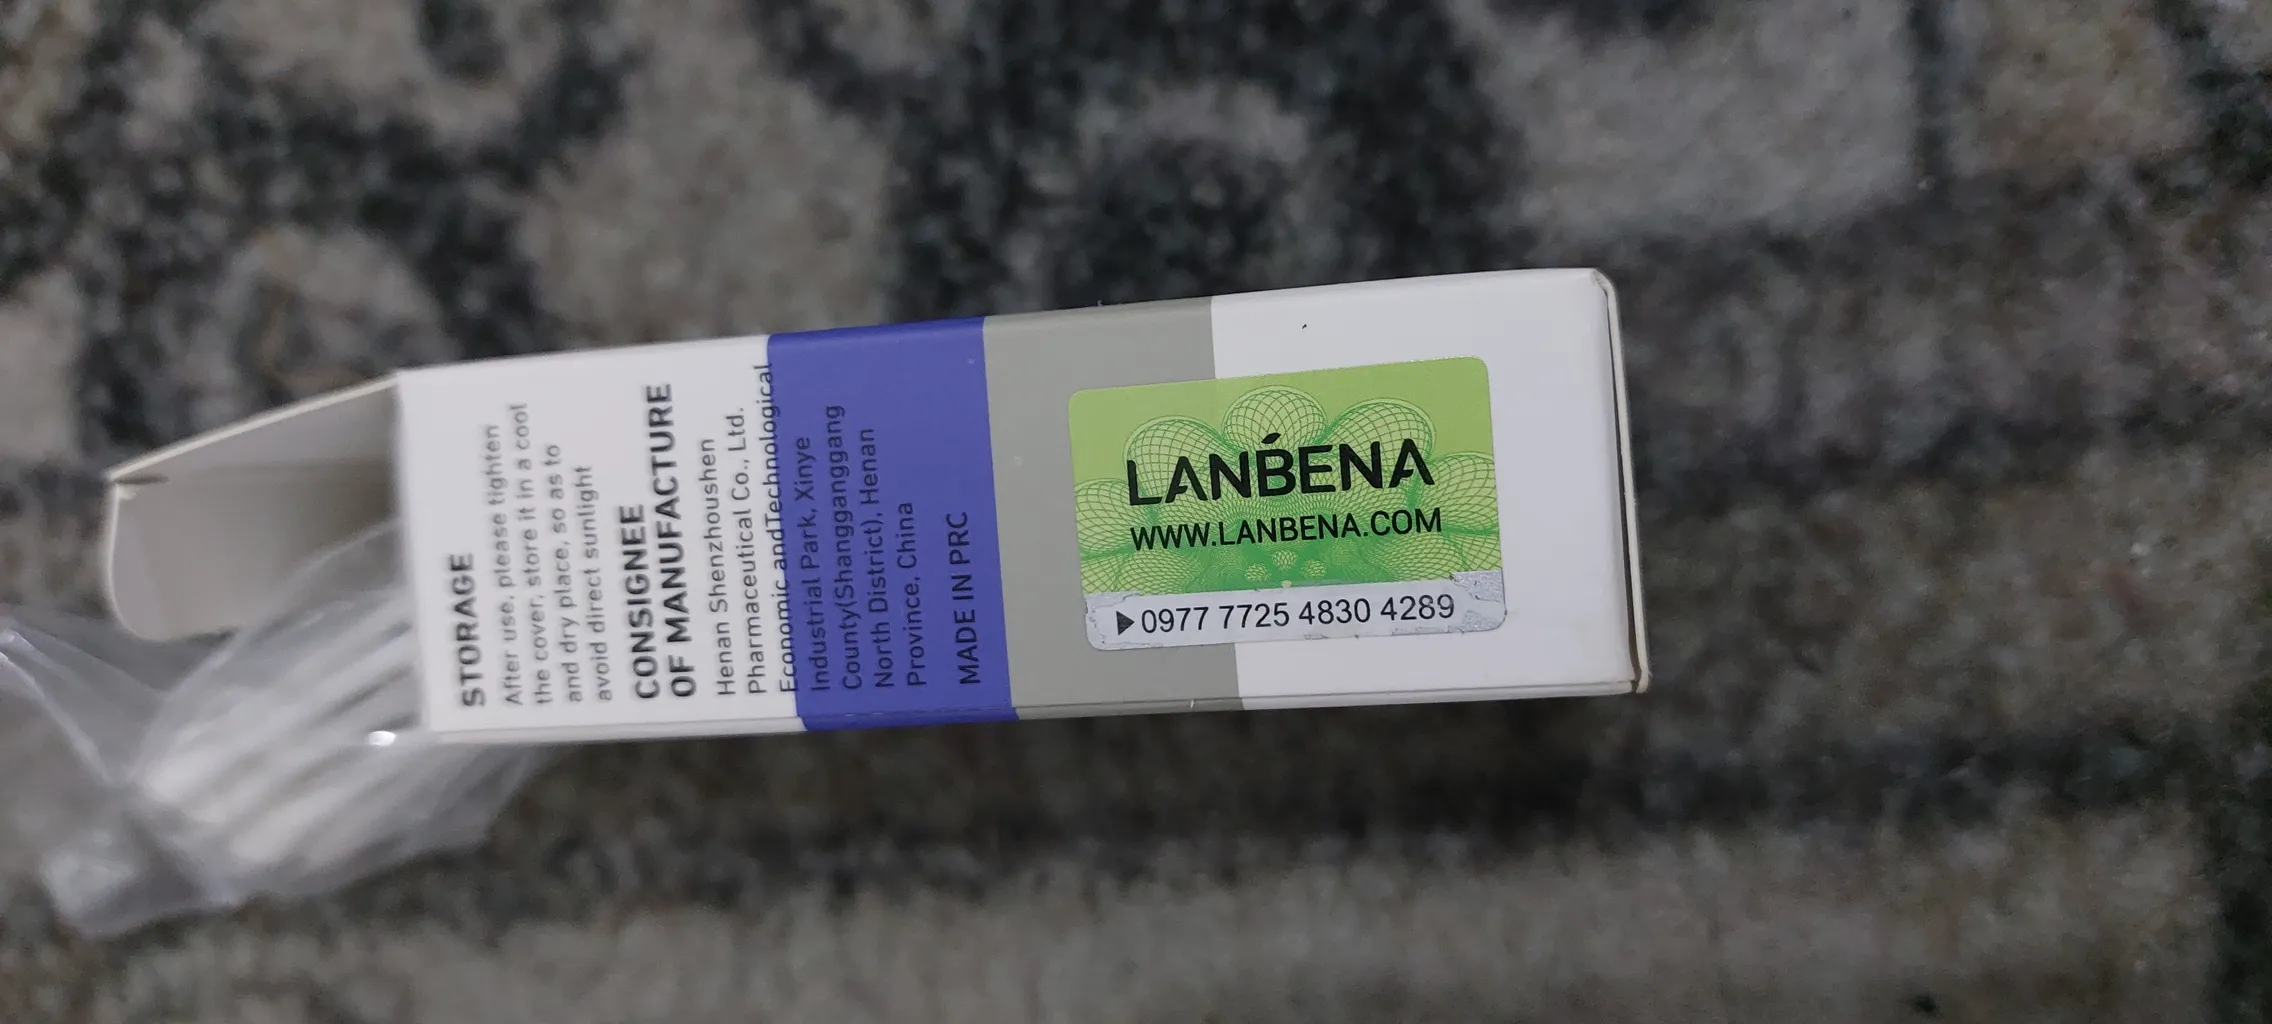 STORAGE
After use, please tighten
the cover, store it in a cool
and dry place, so as to
avoid direct sunlight
CONSIGNEE
OF MANUFACTURE
Henan Shenzhoushen
Pharmaceutical Co., Ltd.
Economic andTechnological
Industrial Park, Xinye
County(Shangganggang
North District), Henan
Province, China
MADE IN PRC
LANBENA
WWW.LANBENA.COM
0977 7725 4830 4289